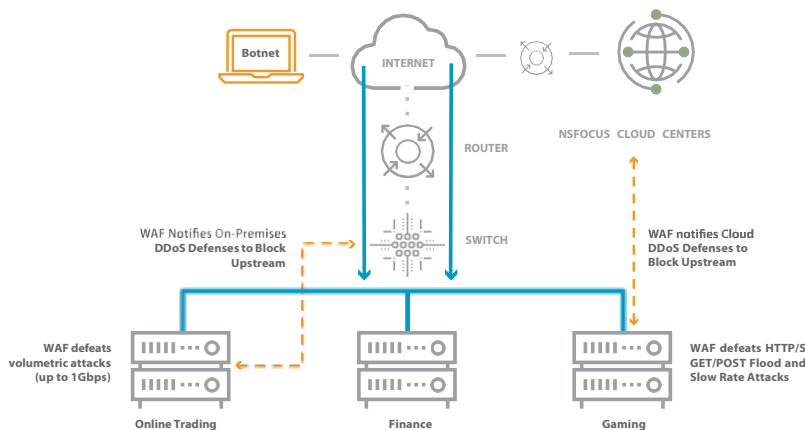 Botnet
INTERNET
ROUTER
NSFOCUS CLOUD CENTERS
WAF Notifies On-Premises
DDoS Defenses to Block
Upstream
SWITCH
WAF notifies Cloud
DDoS Defenses to
Block Upstream
WAF defeats
volumetric attacks
(up to 1Gbps)
WAF defeats HTTP/S
GET/POST Flood and
Slow Rate Attacks
Online Trading
Finance
Gaming